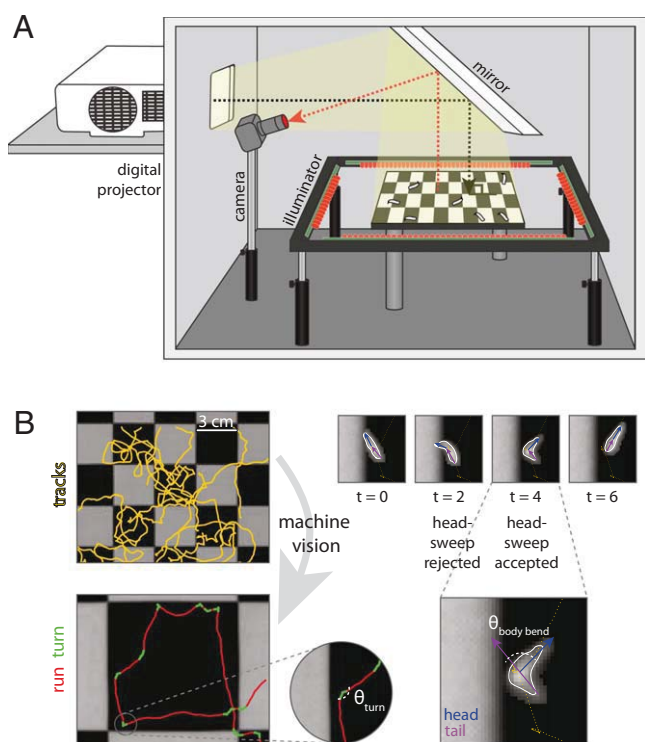 A
digital
projector
camera
illuminator
mirror
B
tracks
3 cm
machine
vision
run turn
θturn
t = 0
t = 2
t = 4
t = 6
head-
sweep
rejected
head-
sweep
accepted
θbody bend
head
tail